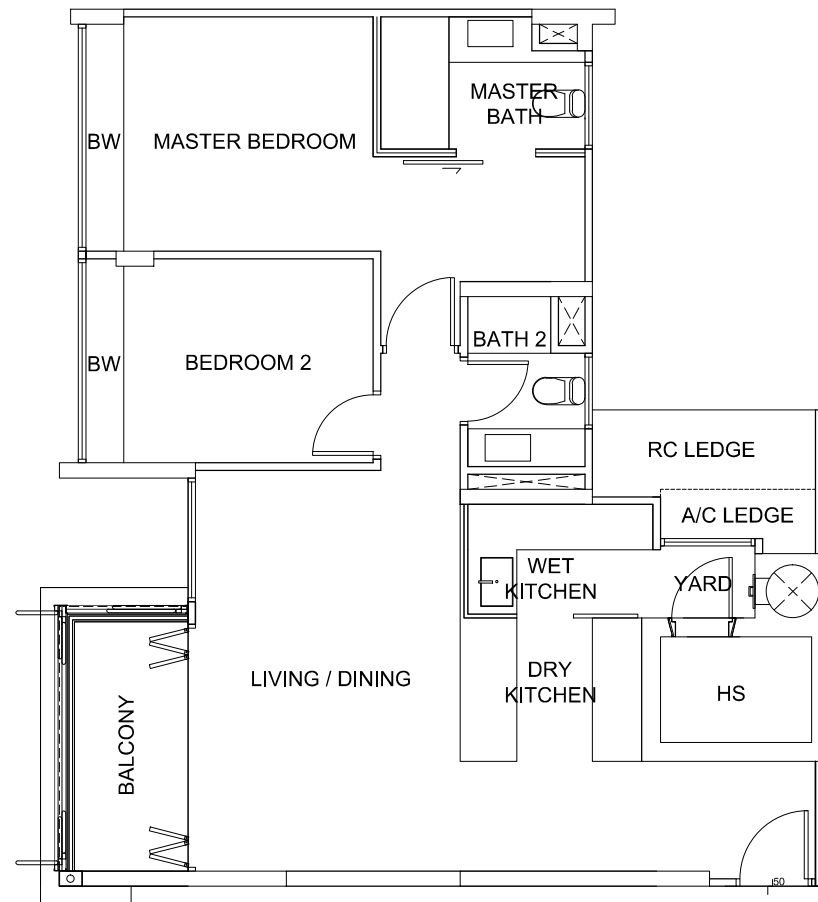 MASTER
BATH
BW
MASTER BEDROOM
BATH 2
BW
BEDROOM 2
RC LEDGE
A/C LEDGE
WET
KITCHEN
YARD
LIVING / DINING
DRY
KITCHEN
HS
BALCONY
50